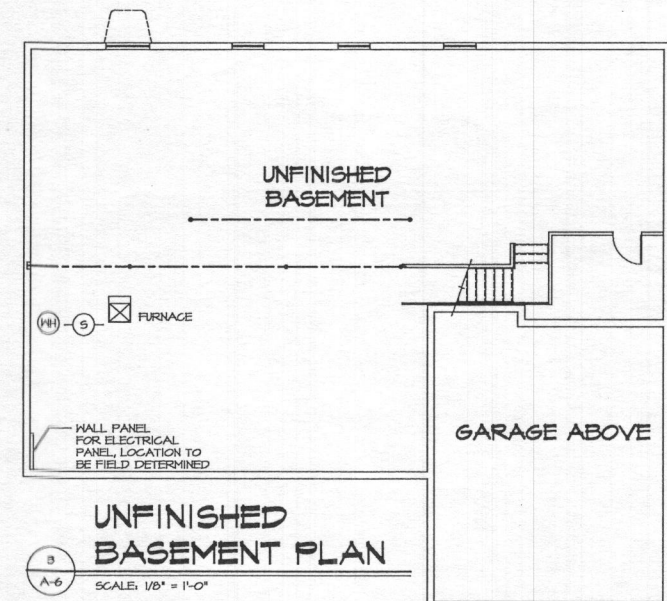 UNFINISHED
BASEMENT
WH
S
FURNACE
WALL PANEL
FOR ELECTRICAL
PANEL, LOCATION TO
BE FIELD DETERMINED
GARAGE ABOVE
UNFINISHED
BASEMENT PLAN
B
A-6
SCALE: 1/8" = 1'-0"